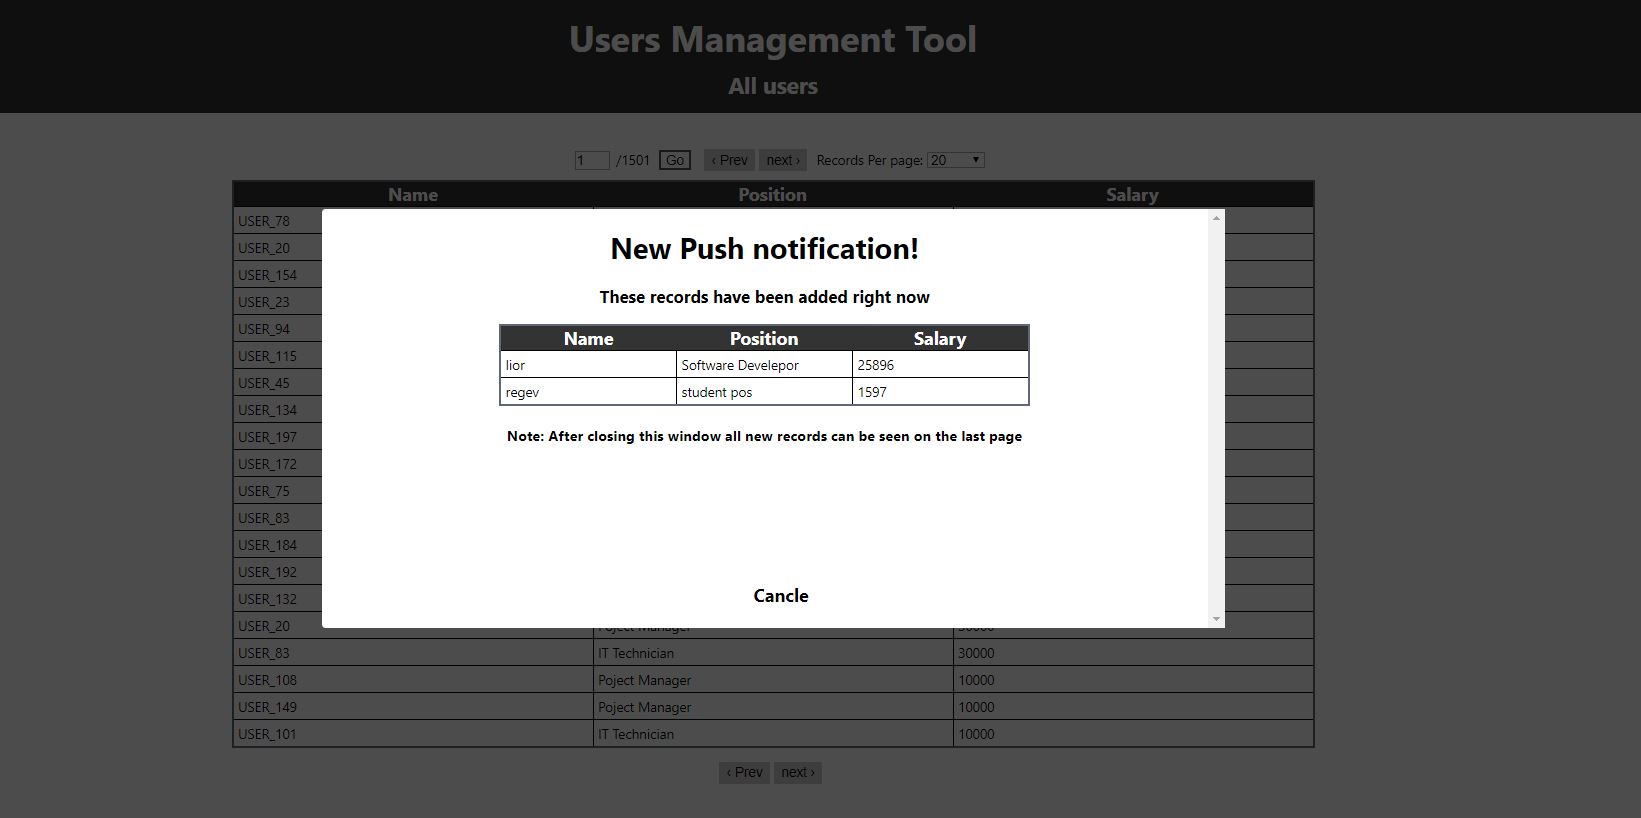 Users Management Tool
All users
1 /1501 Go ‹ Prev next › Records Per page: 20
Name Position Salary
USER_78
USER_20
USER_154
USER_23
USER_94
USER_115
USER_45
USER_134
USER_197
USER_172
USER_75
USER_83
USER_184
USER_192
USER_132
USER_20 Poject Manager 30000
USER_83 IT Technician 30000
USER_108 Poject Manager 10000
USER_149 Poject Manager 10000
USER_101 IT Technician 10000
‹ Prev next ›
New Push notification!
These records have been added right now
Name Position Salary
lior Software Develepor 25896
regev student pos 1597
Note: After closing this window all new records can be seen on the last page
Cancle